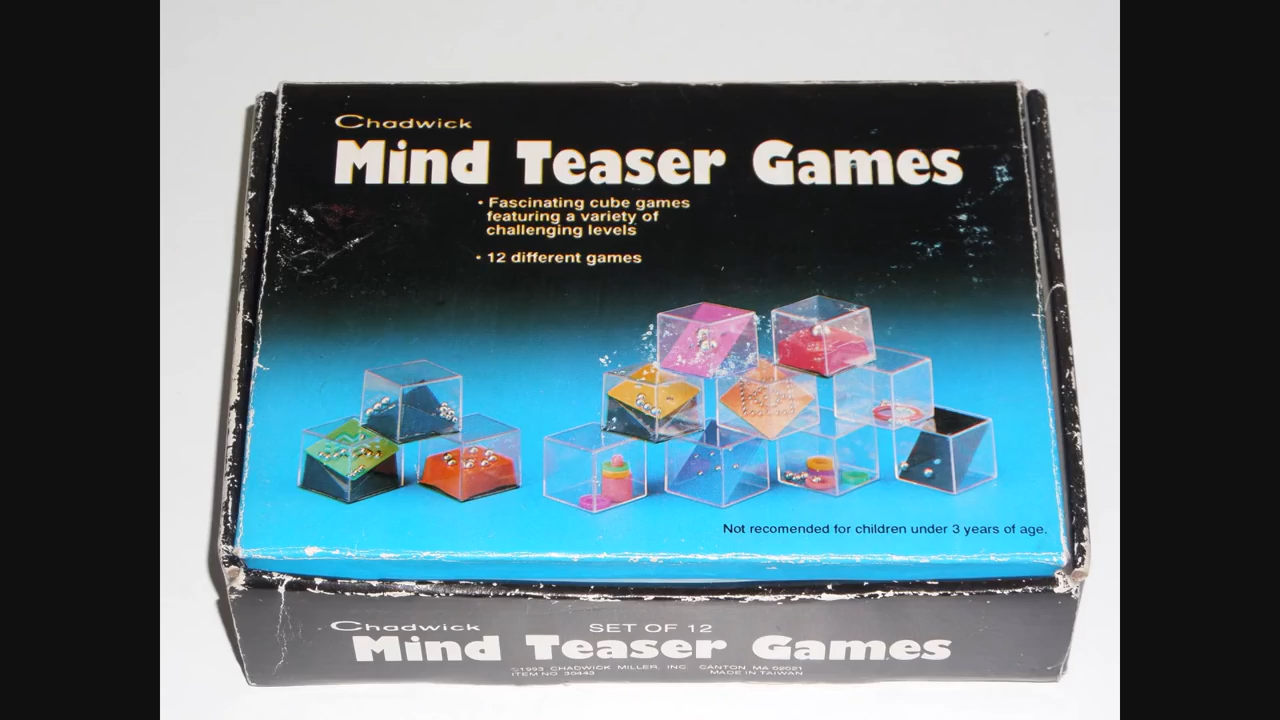 Chadwick
Mind Teaser Games
• Fascinating cube games
featuring a variety of
challenging levels
• 12 different games
Not recomended for children under 3 years of age.
Chadwick
SET OF 12
Mind Teaser Games
©1993 CHADWICK MILLER, INC. CANTON, MA 02021
ITEM NO. 30443 MADE IN TAIWAN